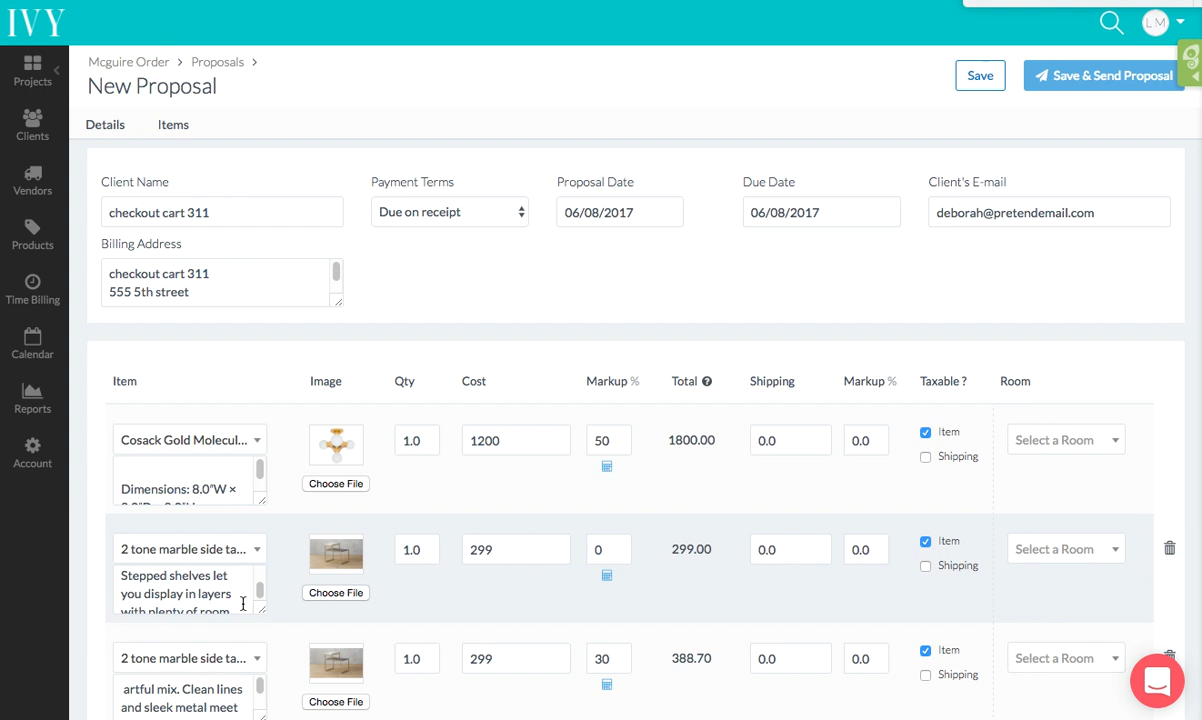 IVY
LM
Projects
Clients
Vendors
Products
Time Billing
Calendar
Reports
Account
Mcguire Order > Proposals >
New Proposal
Save
Save & Send Proposal
Details Items
Client Name
Payment Terms
Proposal Date
Due Date
Client's E-mail
checkout cart 311
Due on receipt
06/08/2017
06/08/2017
deborah@pretendemail.com
Billing Address
checkout cart 311
555 5th street
Item Image Qty Cost Markup % Total ? Shipping Markup % Taxable? Room
Cosack Gold Molecul... 1.0 1200 50 1800.00 0.0 0.0 Item Select a Room
Shipping
Dimensions: 8.0"W ×
Choose File
2 tone marble side ta... 1.0 299 0 299.00 0.0 0.0 Item Select a Room
Shipping
Stepped shelves let
you display in layers
with plenty of room
Choose File
2 tone marble side ta... 1.0 299 30 388.70 0.0 0.0 Item Select a Room
Shipping
artful mix. Clean lines
and sleek metal meet
Choose File